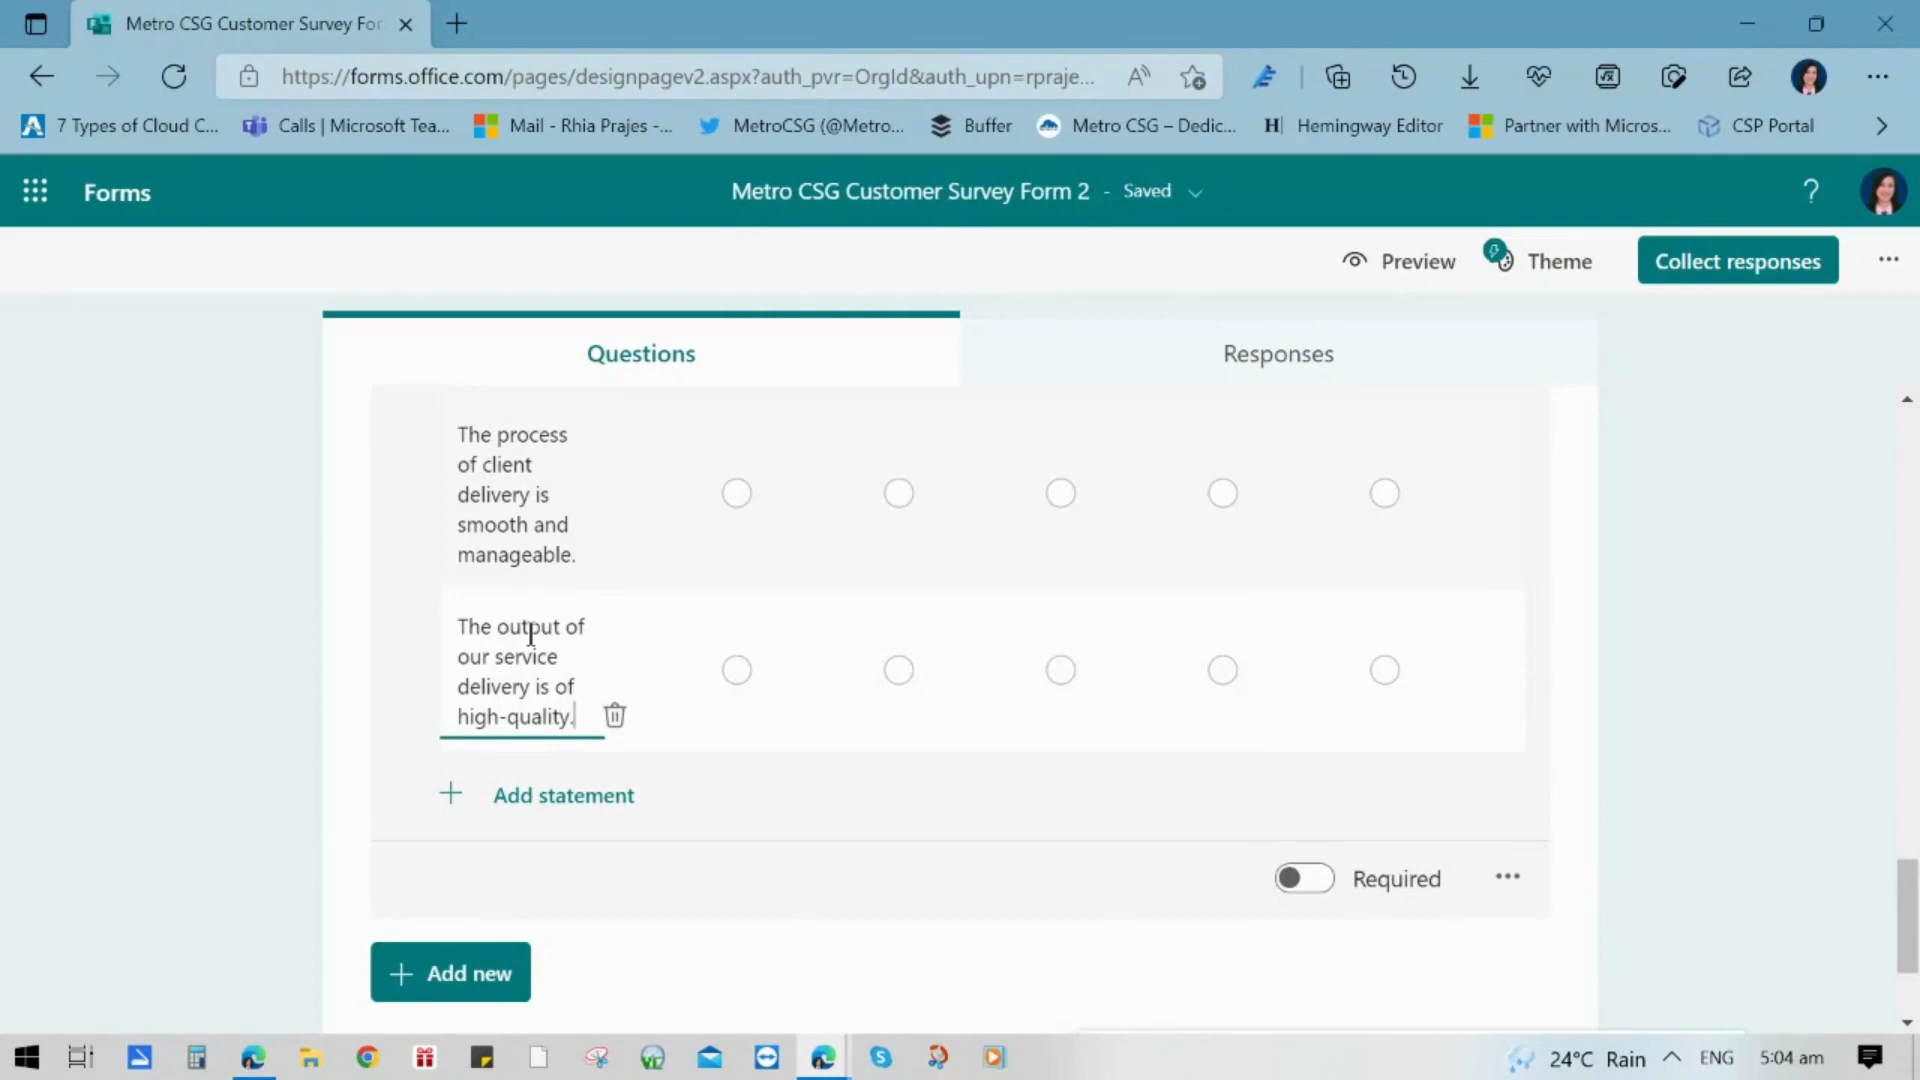 Metro CSG Customer Survey For
https://forms.office.com/pages/designpagev2.aspx?auth_pvr=OrgId&auth_upn=rpraje...
7 Types of Cloud C...
Calls | Microsoft Tea...
Mail - Rhia Prajes -...
MetroCSG (@Metro...
Buffer
Metro CSG – Dedic...
Hemingway Editor
Partner with Micros...
CSP Portal
Forms
Metro CSG Customer Survey Form 2 - Saved
?
Preview
Theme
Collect responses
Questions
Responses
The process
of client
delivery is
smooth and
manageable.
The output of
our service
delivery is of
high-quality.
+ Add statement
Required
+ Add new
24°C Rain
ENG
5:04 am